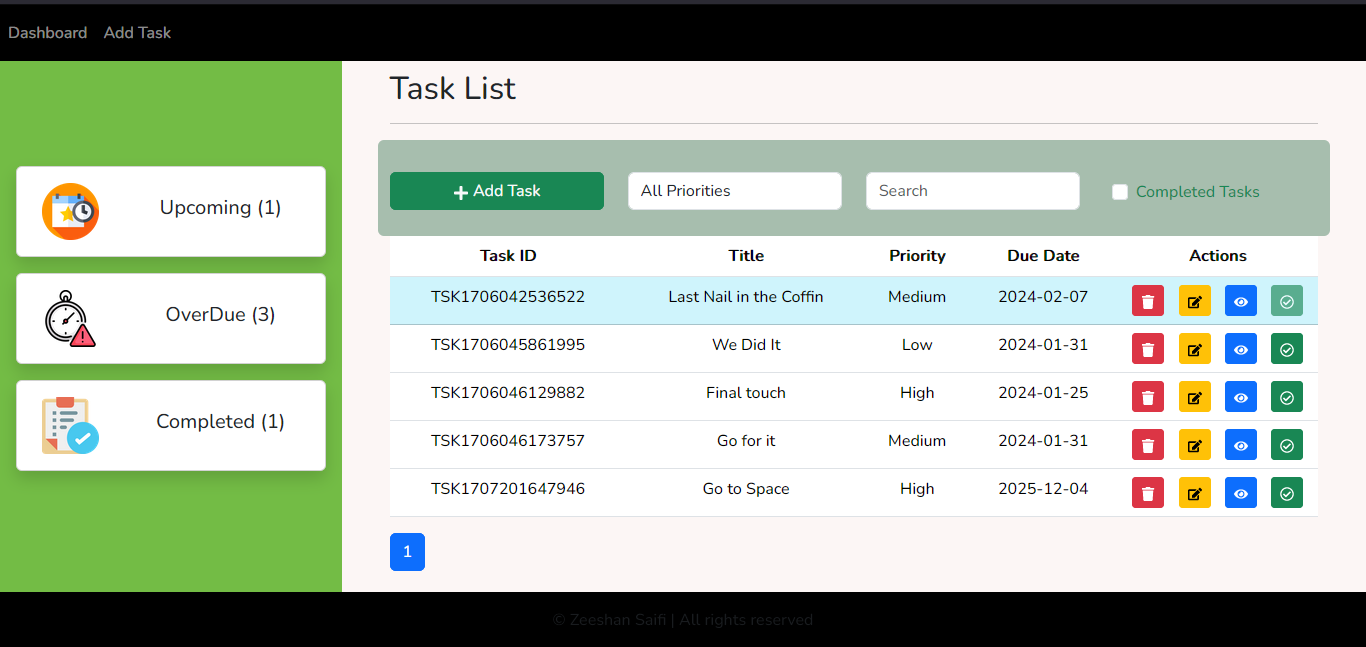 Dashboard Add Task
Task List
Add Task All Priorities Search Completed Tasks
Upcoming (1)
OverDue (3)
Completed (1)
Task ID Title Priority Due Date Actions
TSK1706042536522 Last Nail in the Coffin Medium 2024-02-07
TSK1706045861995 We Did It Low 2024-01-31
TSK1706046129882 Final touch High 2024-01-25
TSK1706046173757 Go for it Medium 2024-01-31
TSK1707201647946 Go to Space High 2025-12-04
1
© Zeeshan Saifi | All rights reserved